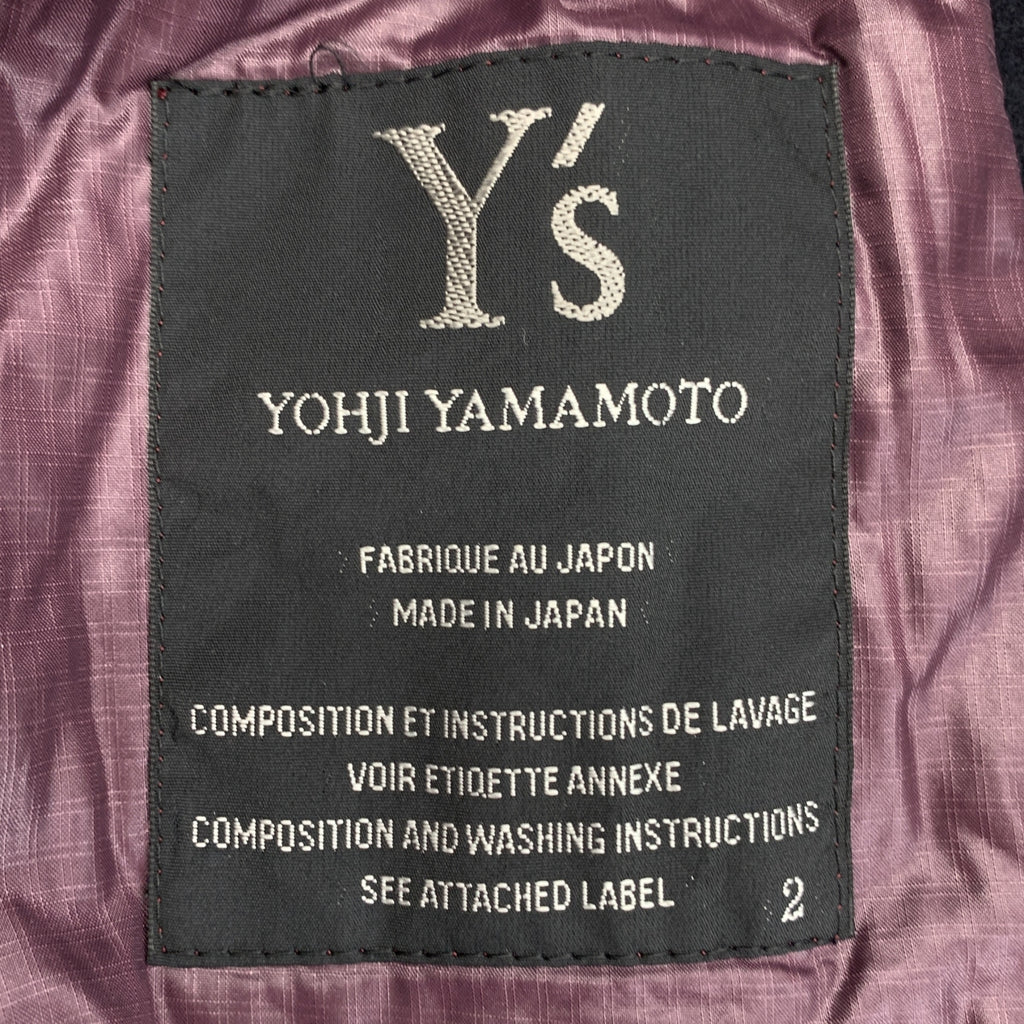 Y's
YOHJI YAMAMOTO
FABRIQUE AU JAPON
MADE IN JAPAN
COMPOSITION ET INSTRUCTIONS DE LAVAGE
VOIR ETIQETTE ANNEXE
COMPOSITION AND WASHING INSTRUCTIONS
SEE ATTACHED LABEL 2